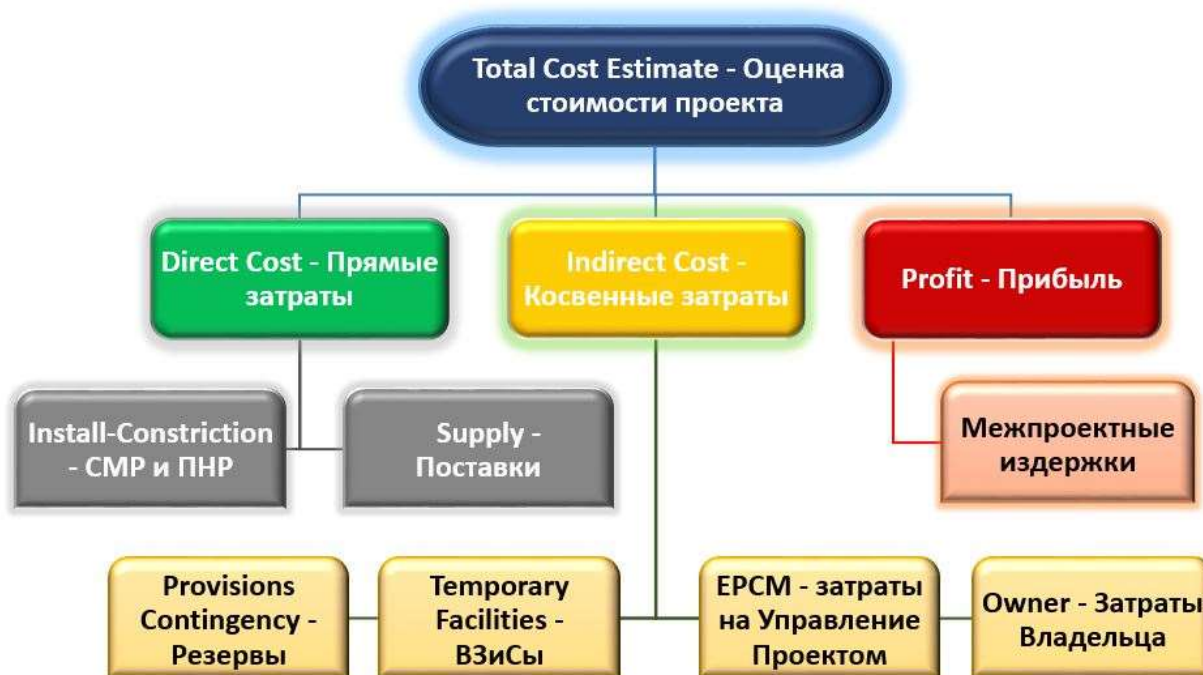 Total Cost Estimate - Оценка
стоимости проекта
Direct Cost - Прямые
затраты
Indirect Cost -
Косвенные затраты
Profit - Прибыль
Install-Constriction
- СМР и ПНР
Supply -
Поставки
Межпроектные
издержки
Provisions
Contingency -
Резервы
Temporary
Facilities -
ВЗиСы
EPCM - затраты
на Управление
Проектом
Owner - Затраты
Владельца